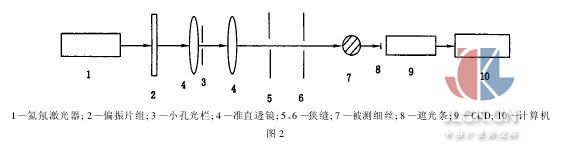 1 2 4 3 4 5 6 7 8 9 10
1—氦氖激光器;2—偏振片组;3—小孔光栏;4—准直透镜;5、6—狭缝;7—被测细丝;8—遮光条;9—CCD;10—计算机
图 2